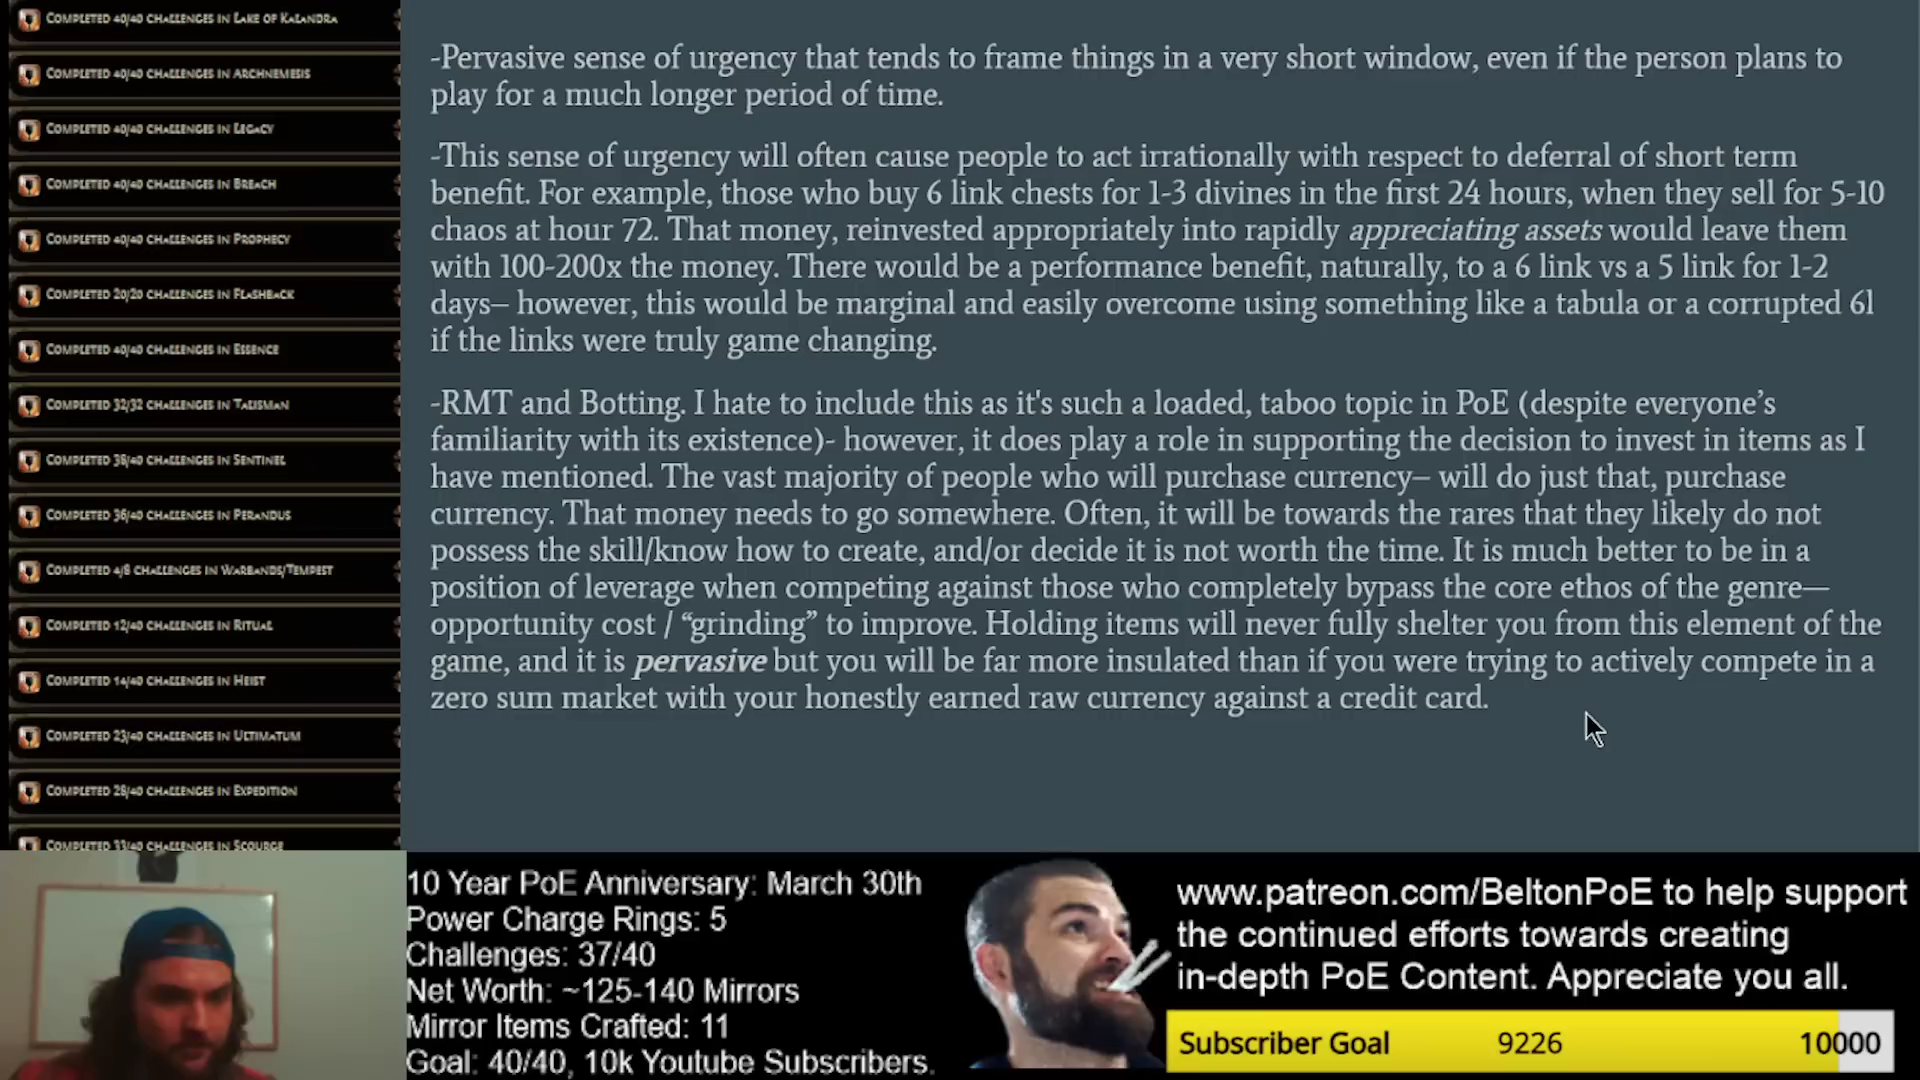 COMPLETED 40/40 CHALLENGES IN LAKE OF KALANDRA
COMPLETED 40/40 CHALLENGES IN ARCHNEMESIS
COMPLETED 40/40 CHALLENGES IN LEGACY
COMPLETED 40/40 CHALLENGES IN BREACH
COMPLETED 40/40 CHALLENGES IN PROPHECY
COMPLETED 20/20 CHALLENGES IN FLASHBACK
COMPLETED 40/40 CHALLENGES IN ESSENCE
COMPLETED 32/32 CHALLENGES IN TALISMAN
COMPLETED 38/40 CHALLENGES IN SENTINEL
COMPLETED 36/40 CHALLENGES IN PERANDUS
COMPLETED 4/8 CHALLENGES IN WARBANDS/TEMPEST
COMPLETED 12/40 CHALLENGES IN RITUAL
COMPLETED 14/40 CHALLENGES IN HEIST
COMPLETED 23/40 CHALLENGES IN ULTIMATUM
COMPLETED 28/40 CHALLENGES IN EXPEDITION
COMPLETED 33/40 CHALLENGES IN SCOURGE
-Pervasive sense of urgency that tends to frame things in a very short window, even if the person plans to
play for a much longer period of time.
-This sense of urgency will often cause people to act irrationally with respect to deferral of short term
benefit. For example, those who buy 6 link chests for 1-3 divines in the first 24 hours, when they sell for 5-10
chaos at hour 72. That money, reinvested appropriately into rapidly appreciating assets would leave them
with 100-200x the money. There would be a performance benefit, naturally, to a 6 link vs a 5 link for 1-2
days– however, this would be marginal and easily overcome using something like a tabula or a corrupted 6l
if the links were truly game changing.
-RMT and Botting. I hate to include this as it's such a loaded, taboo topic in PoE (despite everyone’s
familiarity with its existence)- however, it does play a role in supporting the decision to invest in items as I
have mentioned. The vast majority of people who will purchase currency– will do just that, purchase
currency. That money needs to go somewhere. Often, it will be towards the rares that they likely do not
possess the skill/know how to create, and/or decide it is not worth the time. It is much better to be in a
position of leverage when competing against those who completely bypass the core ethos of the genre—
opportunity cost / “grinding” to improve. Holding items will never fully shelter you from this element of the
game, and it is pervasive but you will be far more insulated than if you were trying to actively compete in a
zero sum market with your honestly earned raw currency against a credit card.
10 Year PoE Anniversary: March 30th
Power Charge Rings: 5
Challenges: 37/40
Net Worth: ~125-140 Mirrors
Mirror Items Crafted: 11
Goal: 40/40, 10k Youtube Subscribers.
www.patreon.com/BeltonPoE to help support
the continued efforts towards creating
in-depth PoE Content. Appreciate you all.
Subscriber Goal 9226 10000